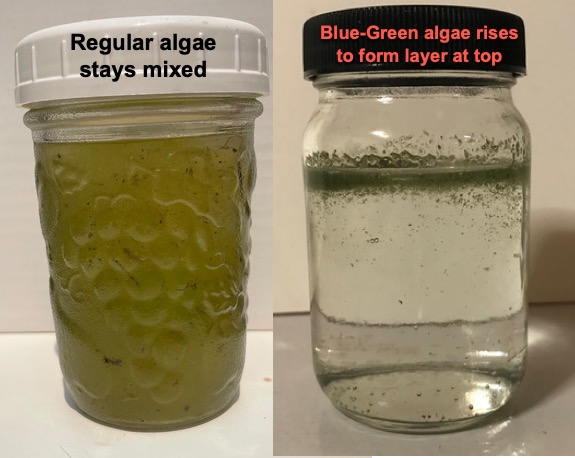 Regular algae
stays mixed
Blue-Green algae rises
to form layer at top